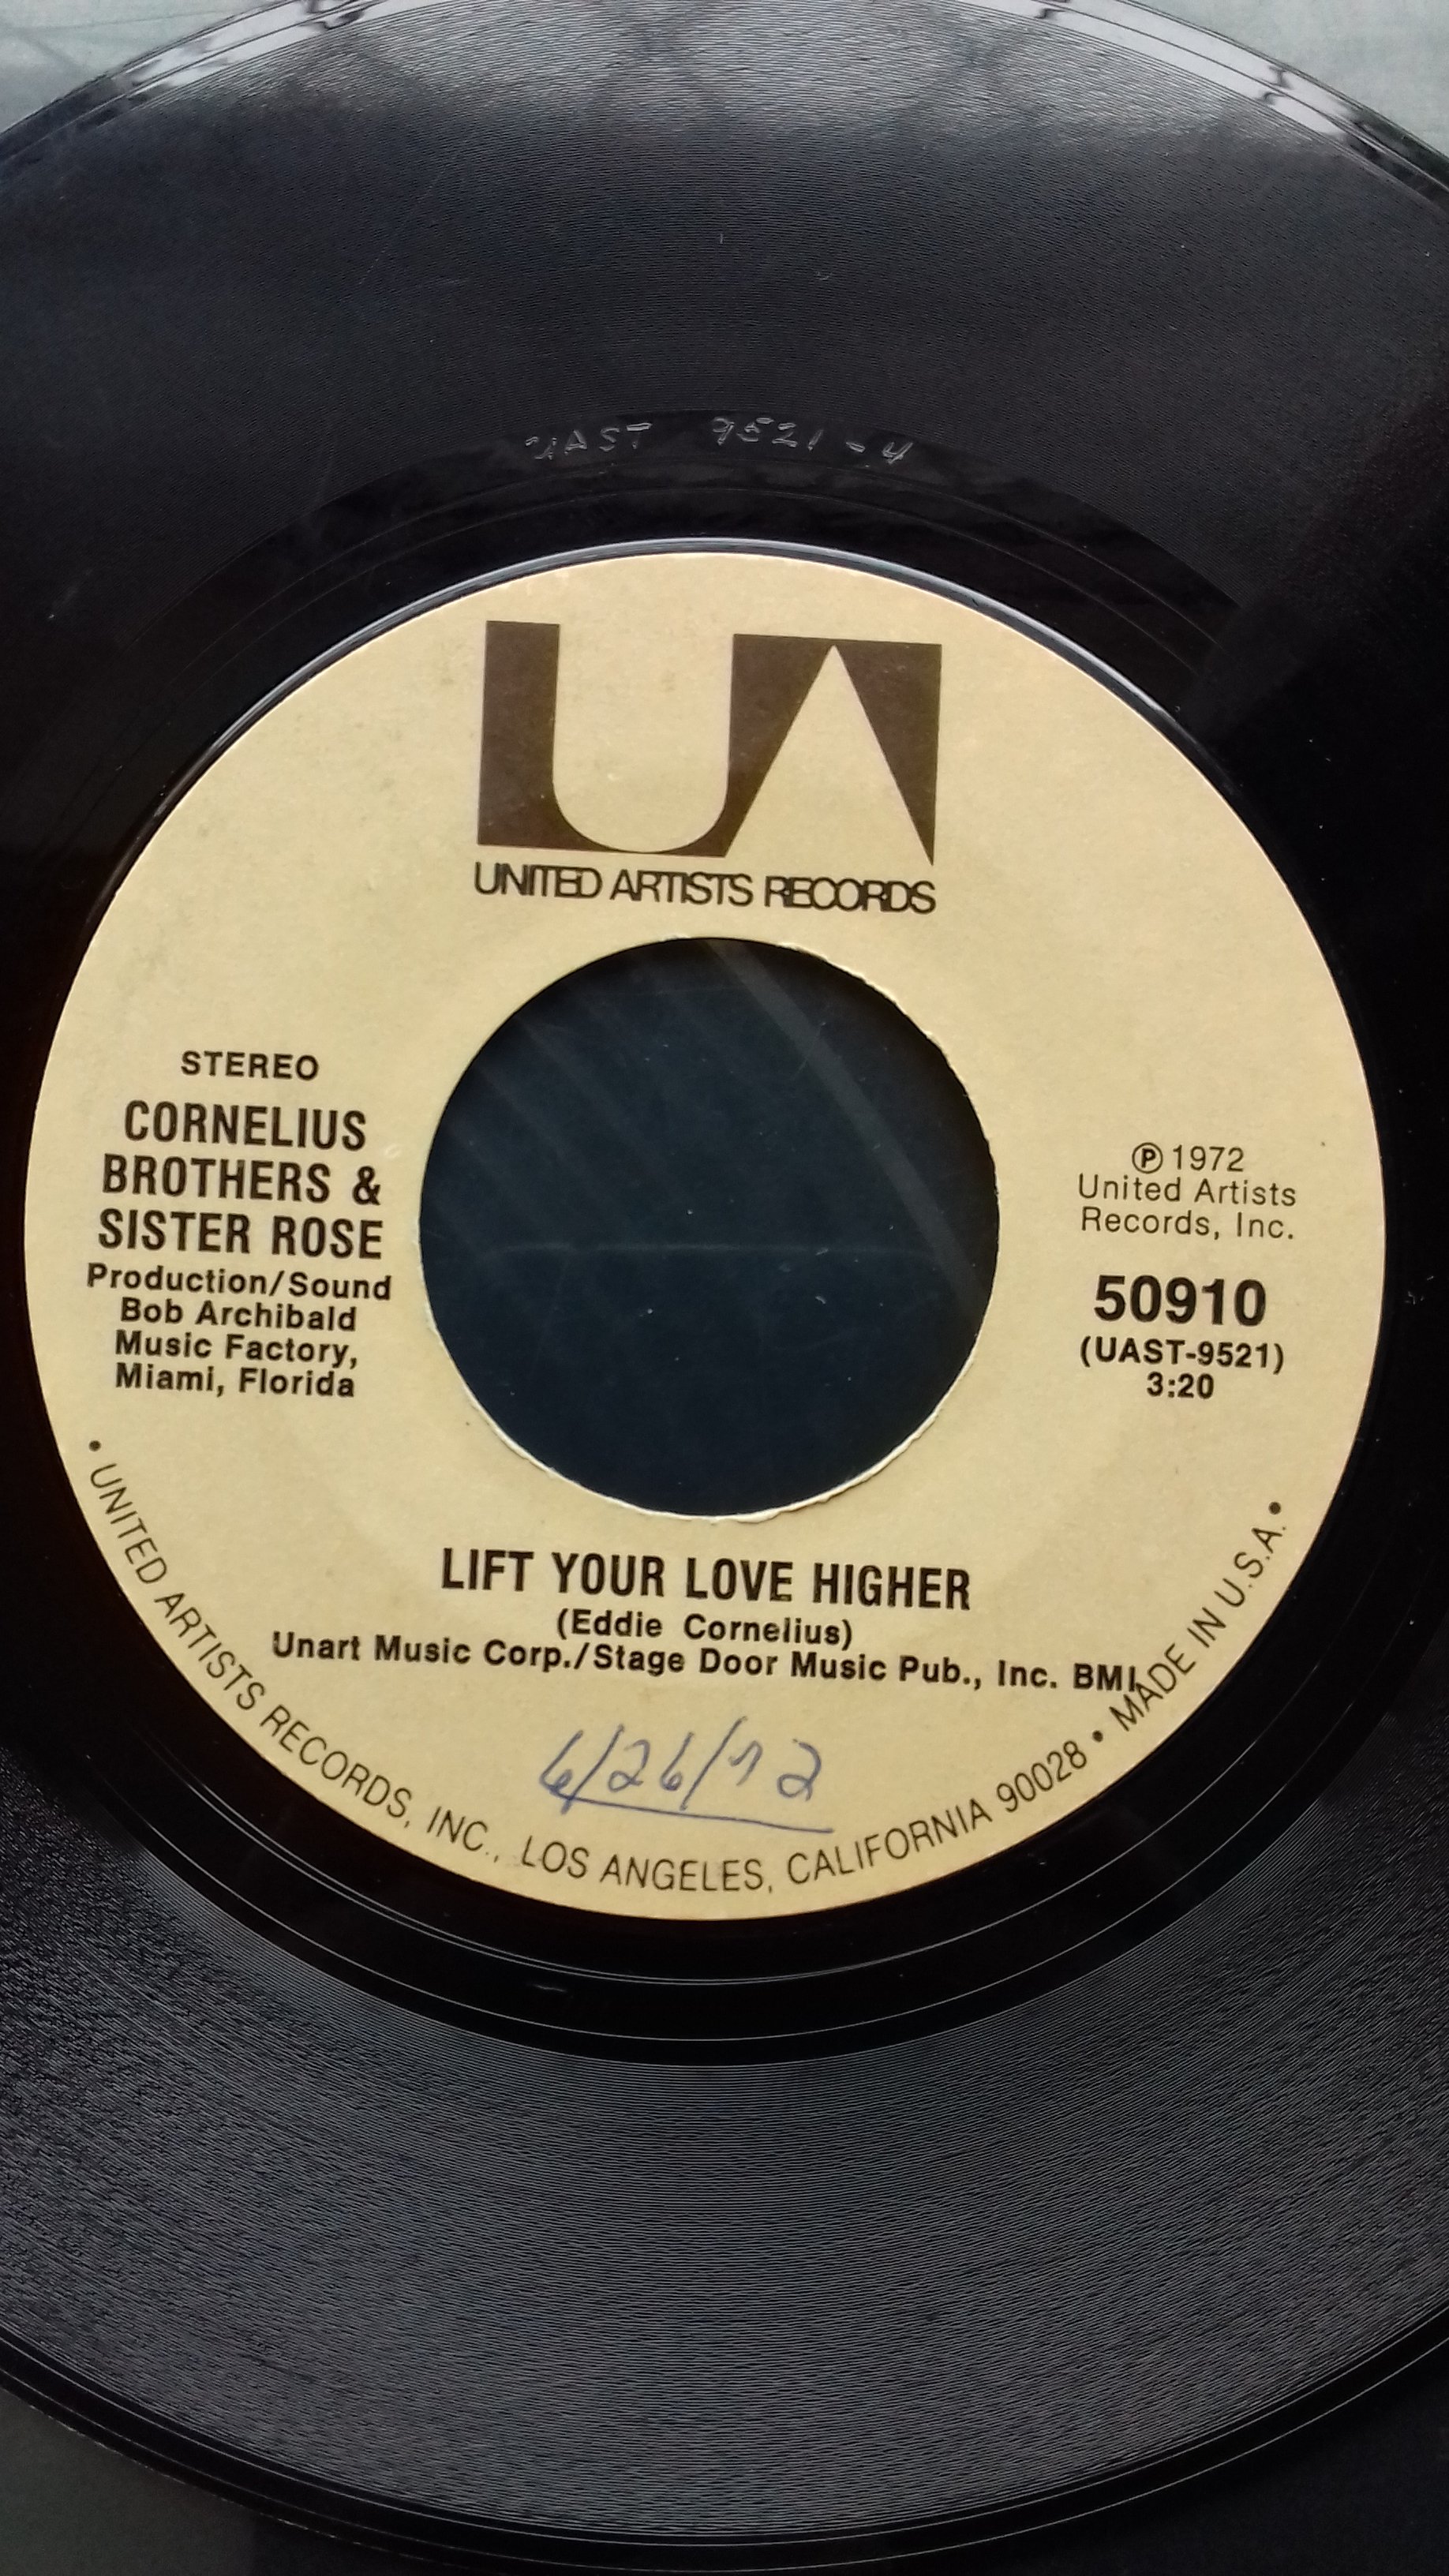 UAST 9521-4
UA
UNITED ARTISTS RECORDS
STEREO
CORNELIUS
BROTHERS &
SISTER ROSE
Production/Sound
Bob Archibald
Music Factory,
Miami, Florida
℗ 1972
United Artists
Records, Inc.
50910
(UAST-9521)
3:20
LIFT YOUR LOVE HIGHER
(Eddie Cornelius)
Unart Music Corp./Stage Door Music Pub., Inc. BMI
6/26/72
• UNITED ARTISTS RECORDS, INC., LOS ANGELES, CALIFORNIA 90028 • MADE IN U.S.A. •